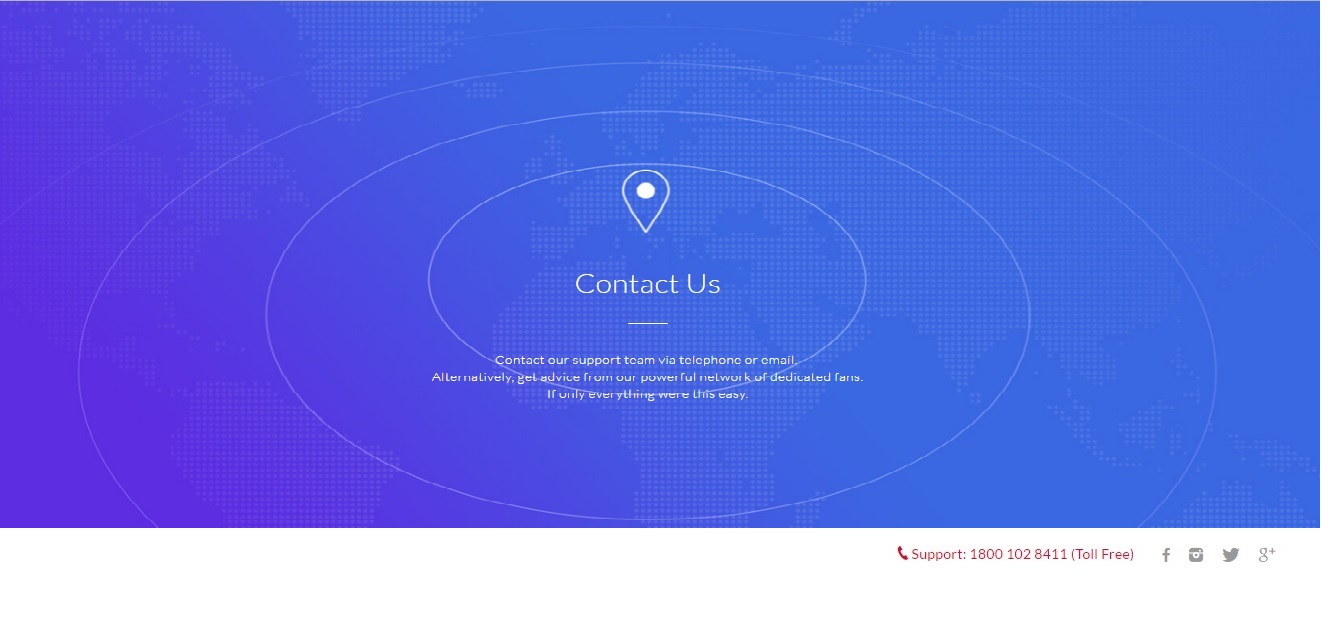 Contact Us
Contact our support team via telephone or email.
Alternatively, get advice from our powerful network of dedicated fans.
If only everything were this easy.
Support: 1800 102 8411 (Toll Free)